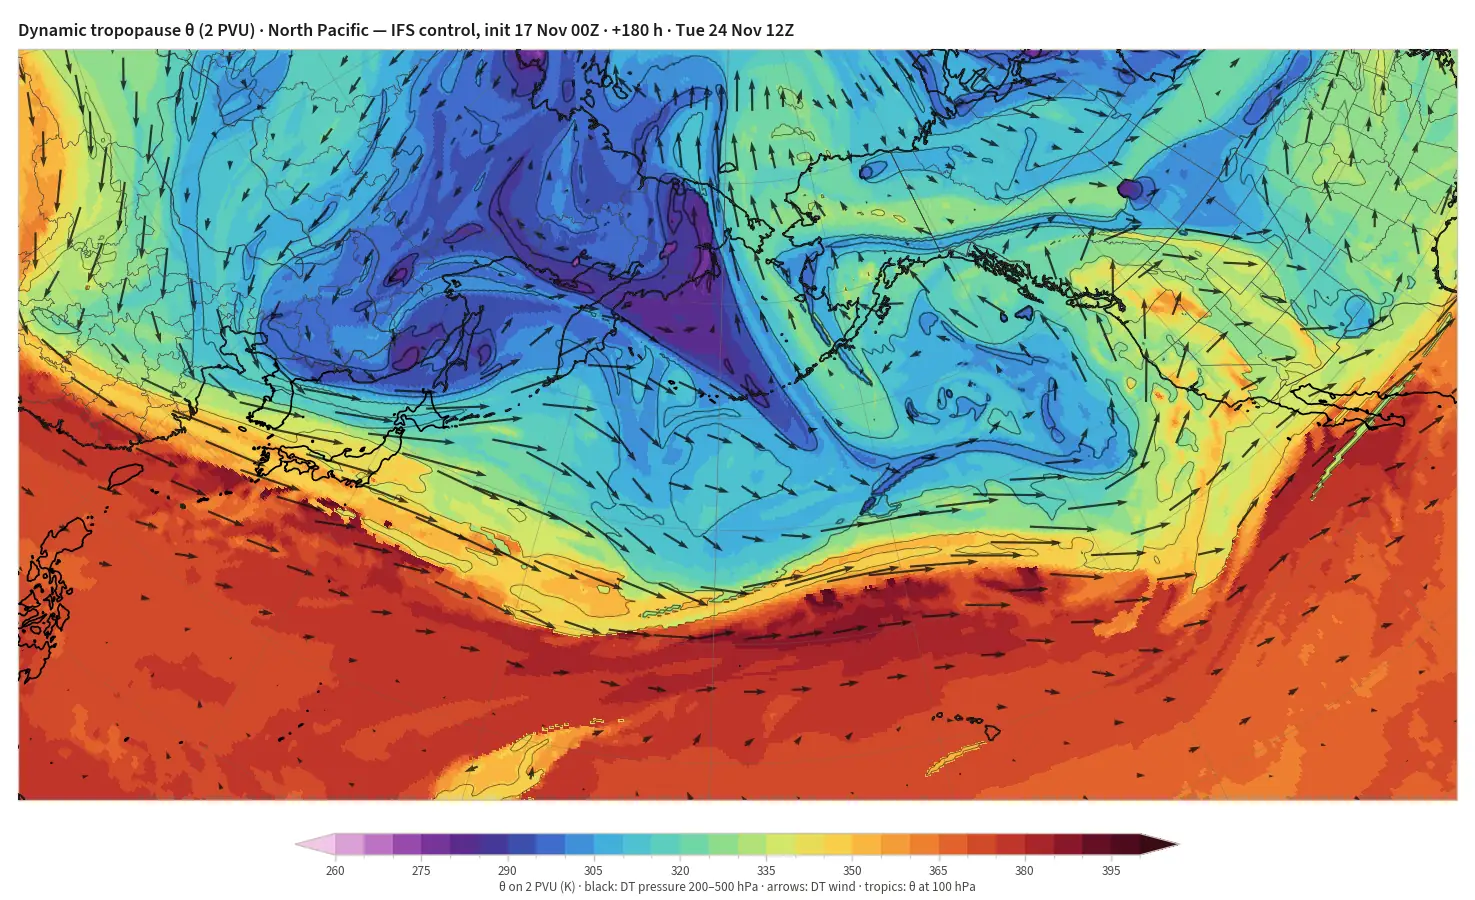 Dynamic tropopause θ (2 PVU) · North Pacific — IFS control, init 17 Nov 00Z · +180 h · Tue 24 Nov 12Z
260 275 290 305 320 335 350 365 380 395
θ on 2 PVU (K) · black: DT pressure 200–500 hPa · arrows: DT wind · tropics: θ at 100 hPa